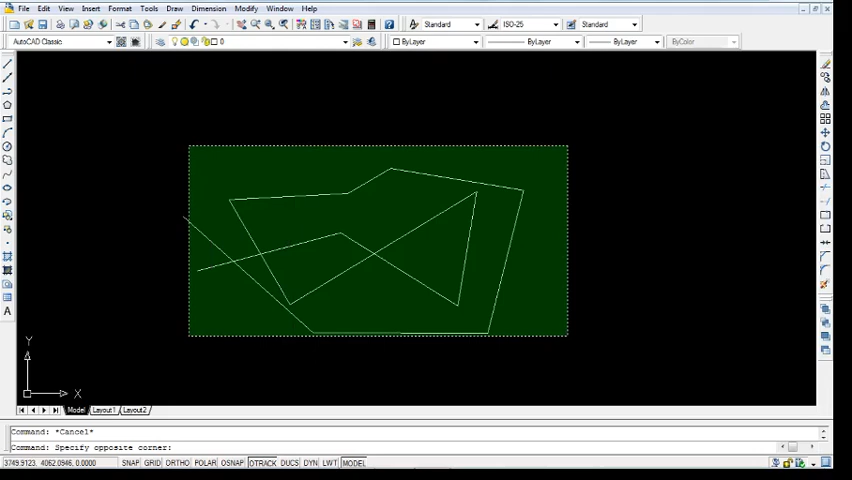 File Edit View Insert Format Tools Draw Dimension Modify Window Help
Standard ISO-25 Standard
AutoCAD Classic 0 ByLayer ByLayer ByLayer ByColor
A
Y
X
Model Layout1 Layout2
Command: *Cancel*
Command: Specify opposite corner:
3749.9123, 4062.0946, 0.0000 SNAP GRID ORTHO POLAR OSNAP OTRACK DUCS DYN LWT MODEL